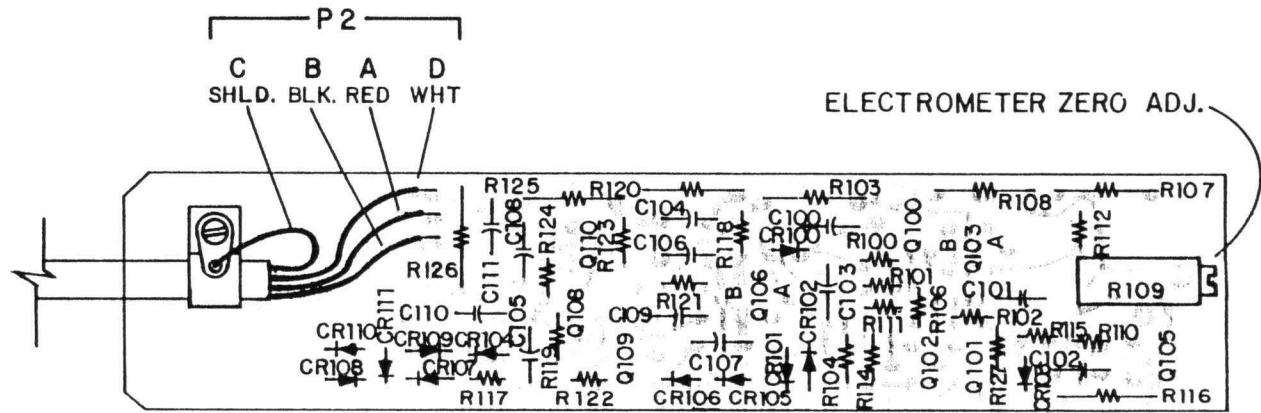 P2
C B A D
SHLD. BLK. RED WHT
ELECTROMETER ZERO ADJ.
R125 R120 R103 R107
R108
C108 C104 C100 Q100
R124 R112
Q110 R123 R118 CR100 B Q103 A
C106 R100
R126 C111 R101
C101 R109
R121 B Q106 A C103 R106
CR111 C110 C105 Q108 C109 CR102 R111 R102
R115 R110
CR110 CR109 CR104 R119 Q109 C107 CR101 Q102 Q101 C102 Q105
CR108 CR107 R104 R114 R127 CR103
R117 R122 CR106 CR105 R116